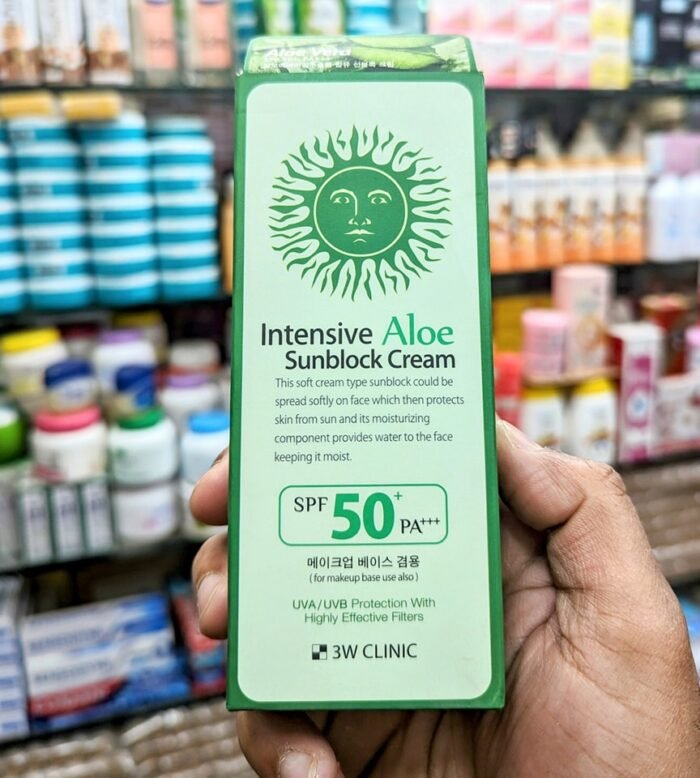 Aloe Vera
Intensive Aloe
Sunblock Cream
This soft cream type sunblock could be
spread softly on face which then protects
skin from sun and its moisturizing
component provides water to the face
keeping it moist.
SPF 50+ PA+++
메이크업 베이스 겸용
( for makeup base use also )
UVA/UVB Protection With
Highly Effective Filters
3W CLINIC